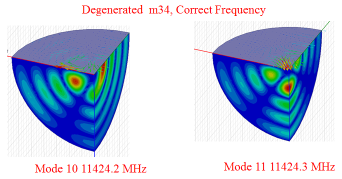 Degenerated m34, Correct Frequency
Mode 10 11424.2 MHz
Mode 11 11424.3 MHz